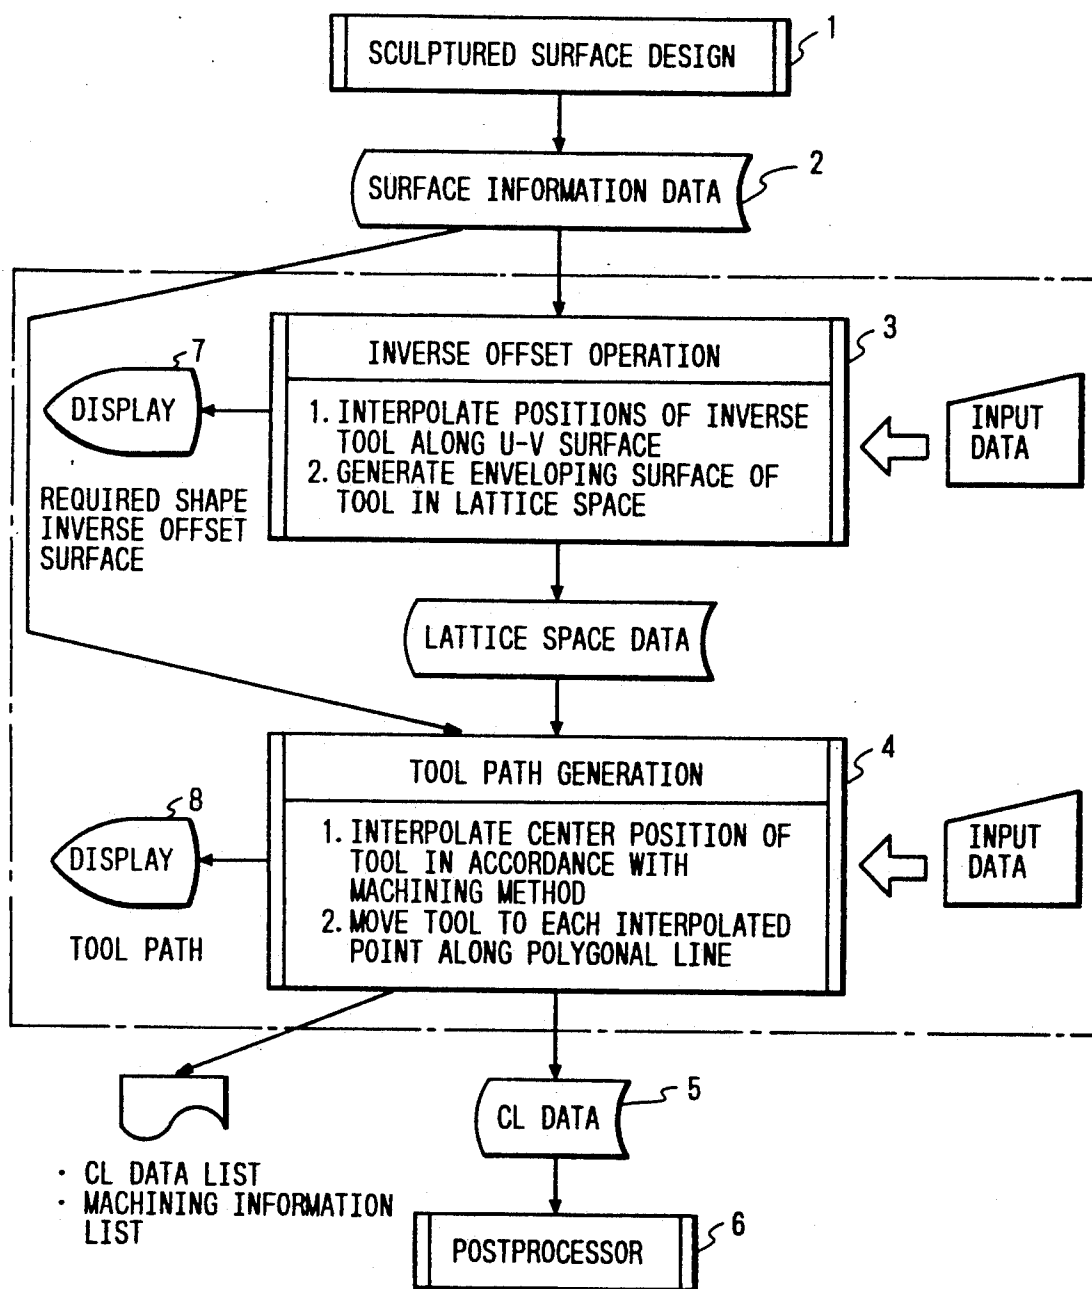 1
SCULPTURED SURFACE DESIGN
2
SURFACE INFORMATION DATA
3
INVERSE OFFSET OPERATION
1. INTERPOLATE POSITIONS OF INVERSE
TOOL ALONG U-V SURFACE
2. GENERATE ENVELOPING SURFACE OF
TOOL IN LATTICE SPACE
7
DISPLAY
REQUIRED SHAPE
INVERSE OFFSET
SURFACE
INPUT
DATA
LATTICE SPACE DATA
4
TOOL PATH GENERATION
1. INTERPOLATE CENTER POSITION OF
TOOL IN ACCORDANCE WITH
MACHINING METHOD
2. MOVE TOOL TO EACH INTERPOLATED
POINT ALONG POLYGONAL LINE
8
DISPLAY
TOOL PATH
INPUT
DATA
5
CL DATA
· CL DATA LIST
· MACHINING INFORMATION
LIST
6
POSTPROCESSOR